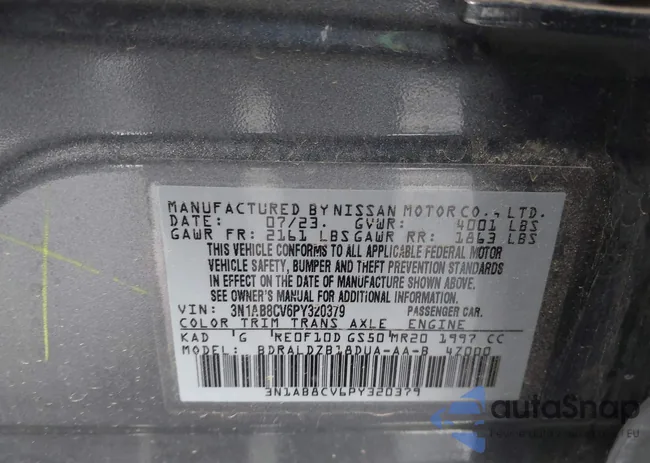 MANUFACTURED BY NISSAN MOTOR CO., LTD.
DATE: 07/23. GVWR: 4001 LBS
GAWR FR: 2161 LBS GAWR RR: 1863 LBS
THIS VEHICLE CONFORMS TO ALL APPLICABLE FEDERAL MOTOR
VEHICLE SAFETY, BUMPER AND THEFT PREVENTION STANDARDS
IN EFFECT ON THE DATE OF MANUFACTURE SHOWN ABOVE.
SEE OWNER'S MANUAL FOR ADDITIONAL INFORMATION.
VIN: 3N1AB8CV6PY320379 PASSENGER CAR.
COLOR TRIM TRANS AXLE ENGINE
KAD G RE0F10D GS50 MR20 1997 CC
MODEL: BDRALDZB18DUA-AA-B 4Z000
3N1AB8CV6PY320379
autoSnap